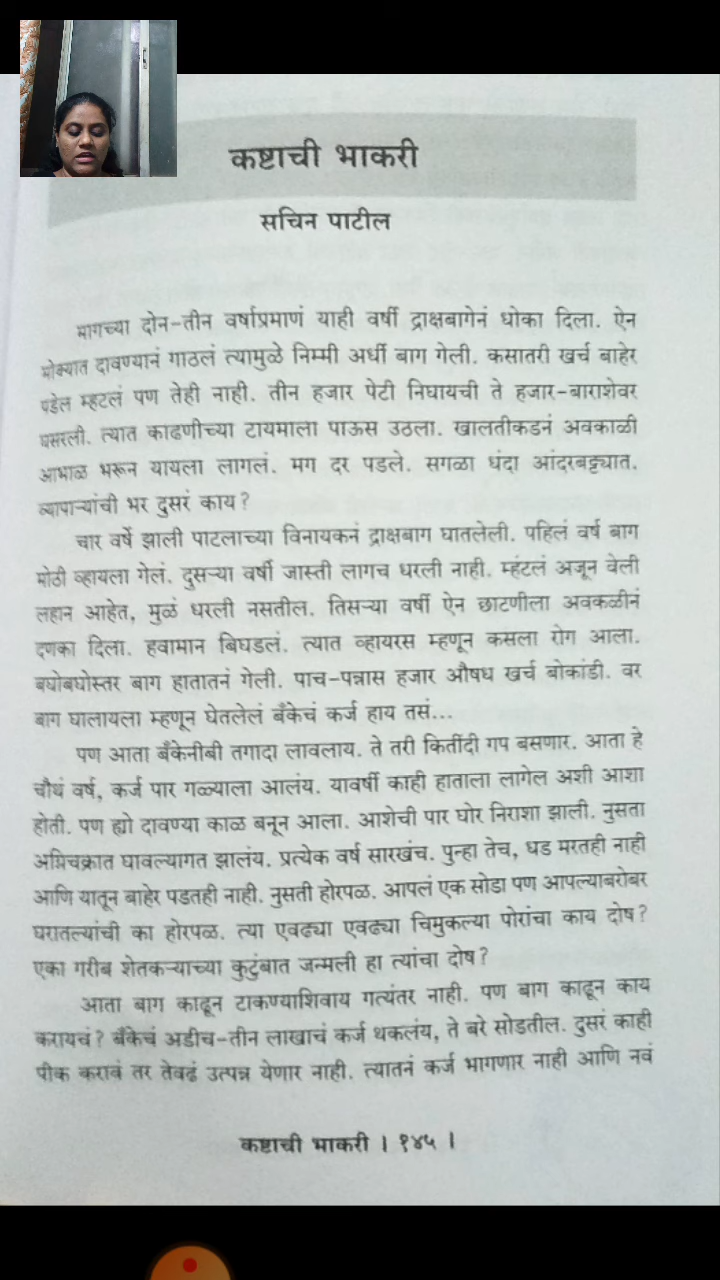 कष्टाची भाकरी
सचिन पाटील
मागच्या दोन-तीन वर्षाप्रमाणं याही वर्षी द्राक्षबागेनं धोका दिला. ऐन
मोक्यात दावण्यानं गाठलं त्यामुळे निम्मी अर्धी बाग गेली. कसातरी खर्च बाहेर
पडेल म्हटलं पण तेही नाही. तीन हजार पेटी निघायची ते हजार-बाराशेवर
घसरली. त्यात काढणीच्या टायमाला पाऊस उठला. खालतीकडनं अवकाळी
आभाळ भरून यायला लागलं. मग दर पडले. सगळा धंदा आंदरबट्ट्यात.
व्यापाऱ्यांची भर दुसरं काय?
चार वर्षे झाली पाटलाच्या विनायकनं द्राक्षबाग घातलेली. पहिलं वर्ष बाग
मोठी व्हायला गेलं. दुसऱ्या वर्षी जास्ती लागच धरली नाही. म्हंटलं अजून वेली
लहान आहेत, मुळं धरली नसतील. तिसऱ्या वर्षी ऐन छाटणीला अवकळीनं
दणका दिला. हवामान बिघडलं. त्यात व्हायरस म्हणून कसला रोग आला.
बघोबघोस्तर बाग हातातनं गेली. पाच-पन्नास हजार औषध खर्च बोकांडी. वर
बाग घालायला म्हणून घेतलेलं बँकेचं कर्ज हाय तसं...
पण आता बँकेनीबी तगादा लावलाय. ते तरी कितींदी गप बसणार. आता हे
चौथं वर्ष, कर्ज पार गळ्याला आलंय. यावर्षी काही हाताला लागेल अशी आशा
होती. पण ह्यो दावण्या काळ बनून आला. आशेची पार घोर निराशा झाली. नुसता
अग्निचक्रात घावल्यागत झालंय. प्रत्येक वर्ष सारखंच. पुन्हा तेच, धड मरतही नाही
आणि यातून बाहेर पडतही नाही. नुसती होरपळ. आपलं एक सोडा पण आपल्याबरोबर
घरातल्यांची का होरपळ. त्या एवढ्या एवढ्या चिमुकल्या पोरांचा काय दोष?
एका गरीब शेतकऱ्याच्या कुटुंबात जन्मली हा त्यांचा दोष?
आता बाग काढून टाकण्याशिवाय गत्यंतर नाही. पण बाग काढून काय
करायचं? बँकेचं अडीच-तीन लाखाचं कर्ज थकलंय, ते बरे सोडतील. दुसरं काही
पीक करावं तर तेवढं उत्पन्न येणार नाही. त्यातनं कर्ज भागणार नाही आणि नवं
कष्टाची भाकरी । १४५ ।